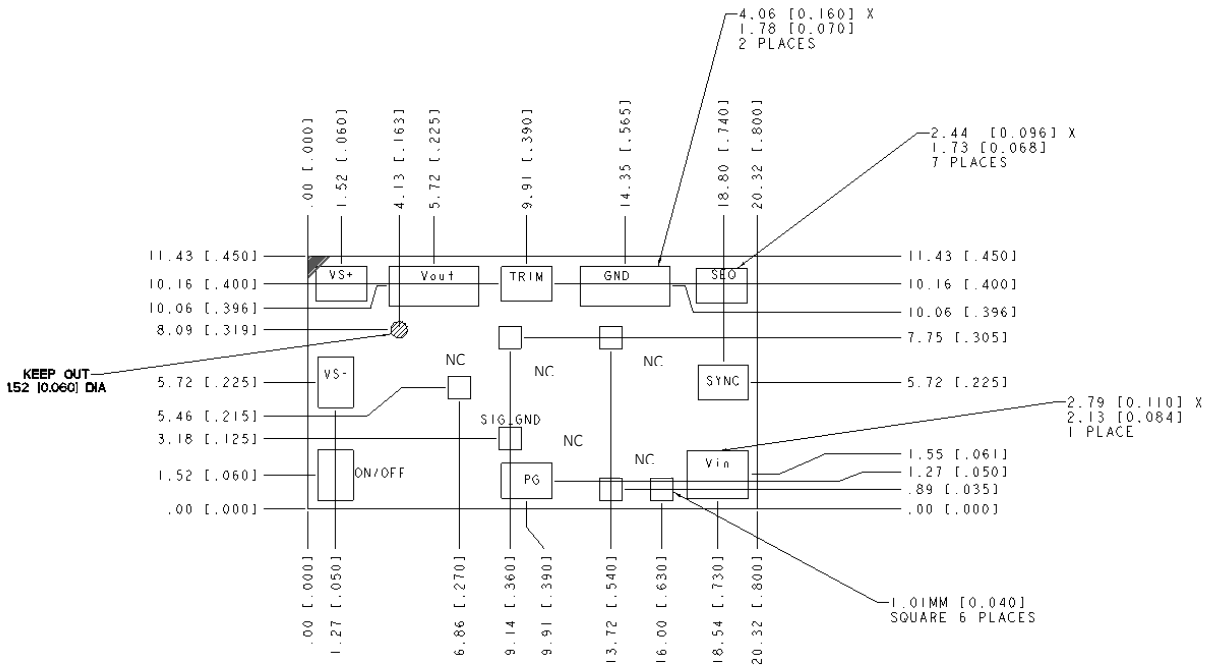 4.06 [0.160] X
1.78 [0.070]
2 PLACES
.00 [.000]
1.52 [.060]
4.13 [.163]
5.72 [.225]
9.91 [.390]
14.35 [.565]
18.80 [.740]
20.32 [.800]
2.44 [0.096] X
1.73 [0.068]
7 PLACES
11.43 [.450]
11.43 [.450]
VS+
Vout
TRIM
GND
SEQ
10.16 [.400]
10.16 [.400]
10.06 [.396]
10.06 [.396]
8.09 [.319]
7.75 [.305]
KEEP OUT
1.52 [0.060] DIA
NC
NC
NC
VS-
SYNC
5.72 [.225]
5.72 [.225]
5.46 [.215]
SIG_GND
3.18 [.125]
NC
2.79 [0.110] X
2.13 [0.084]
1 PLACE
NC
Vin
1.55 [.061]
1.52 [.060]
ON/OFF
PG
1.27 [.050]
.89 [.035]
.00 [.000]
.00 [.000]
.00 [.000]
1.27 [.050]
6.86 [.270]
9.14 [.360]
9.91 [.390]
13.72 [.540]
16.00 [.630]
18.54 [.730]
20.32 [.800]
1.01MM [0.040]
SQUARE 6 PLACES